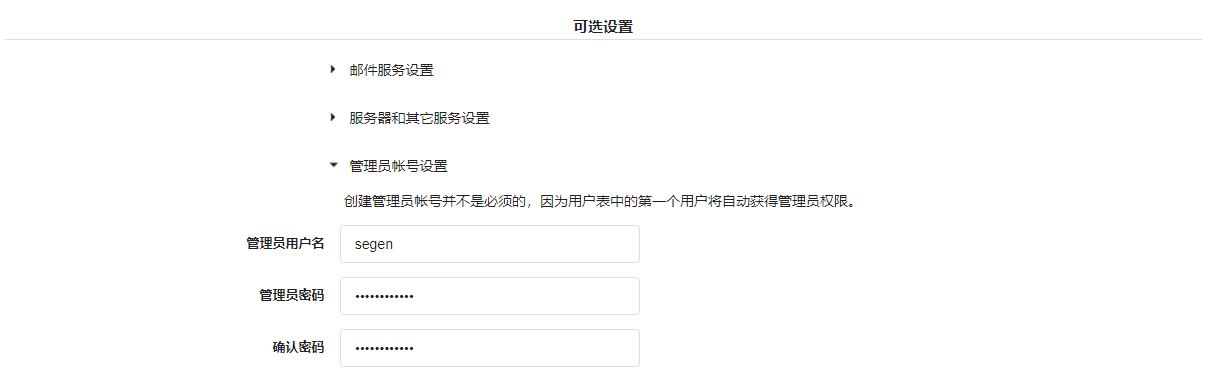 可选设置
邮件服务设置
服务器和其它服务设置
管理员帐号设置
创建管理员帐号并不是必须的，因为用户表中的第一个用户将自动获得管理员权限。
管理员用户名 segen
管理员密码 ••••••••••••
确认密码 ••••••••••••